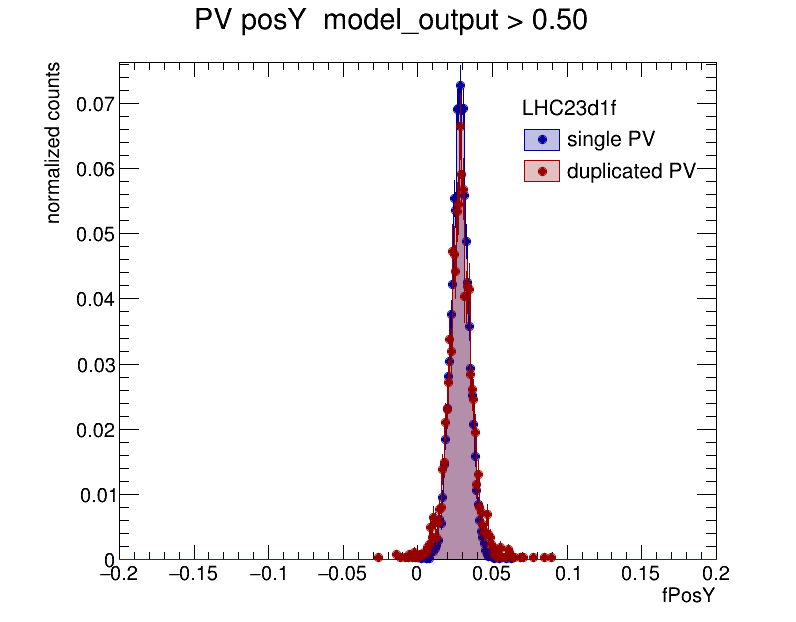 PV posY model_output > 0.50
normalized counts
LHC23d1f
single PV
duplicated PV
0.07
0.06
0.05
0.04
0.03
0.02
0.01
0
−0.2 −0.15 −0.1 −0.05 0 0.05 0.1 0.15 0.2
fPosY